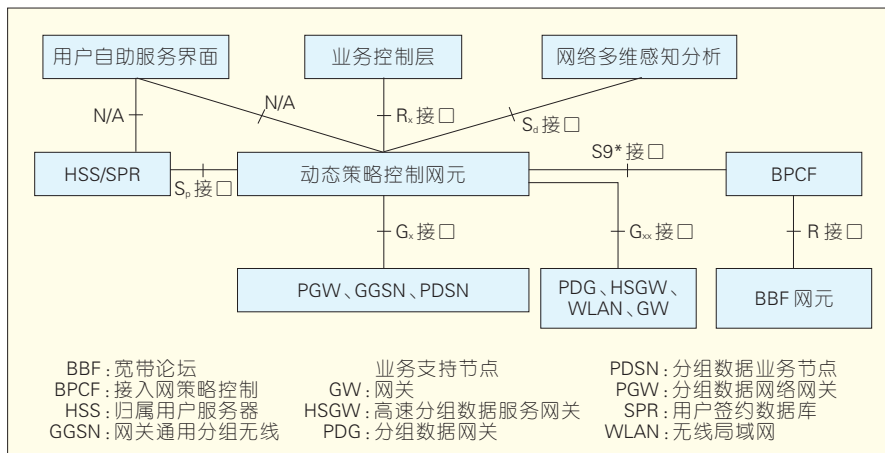 用户自助服务界面
业务控制层
网络多维感知分析
N/A
N/A
Rx 接口
Sd 接口
HSS/SPR
Sp 接口
动态策略控制网元
S9*接口
BPCF
Gx 接口
Gxx 接口
R 接口
PGW、GGSN、PDSN
PDG、HSGW、
WLAN、GW
BBF 网元
BBF:宽带论坛
BPCF:接入网策略控制
HSS:归属用户服务器
GGSN:网关通用分组无线
业务支持节点
GW:网关
HSGW:高速分组数据服务网关
PDG:分组数据网关
PDSN:分组数据业务节点
PGW:分组数据网络网关
SPR:用户签约数据库
WLAN:无线局域网